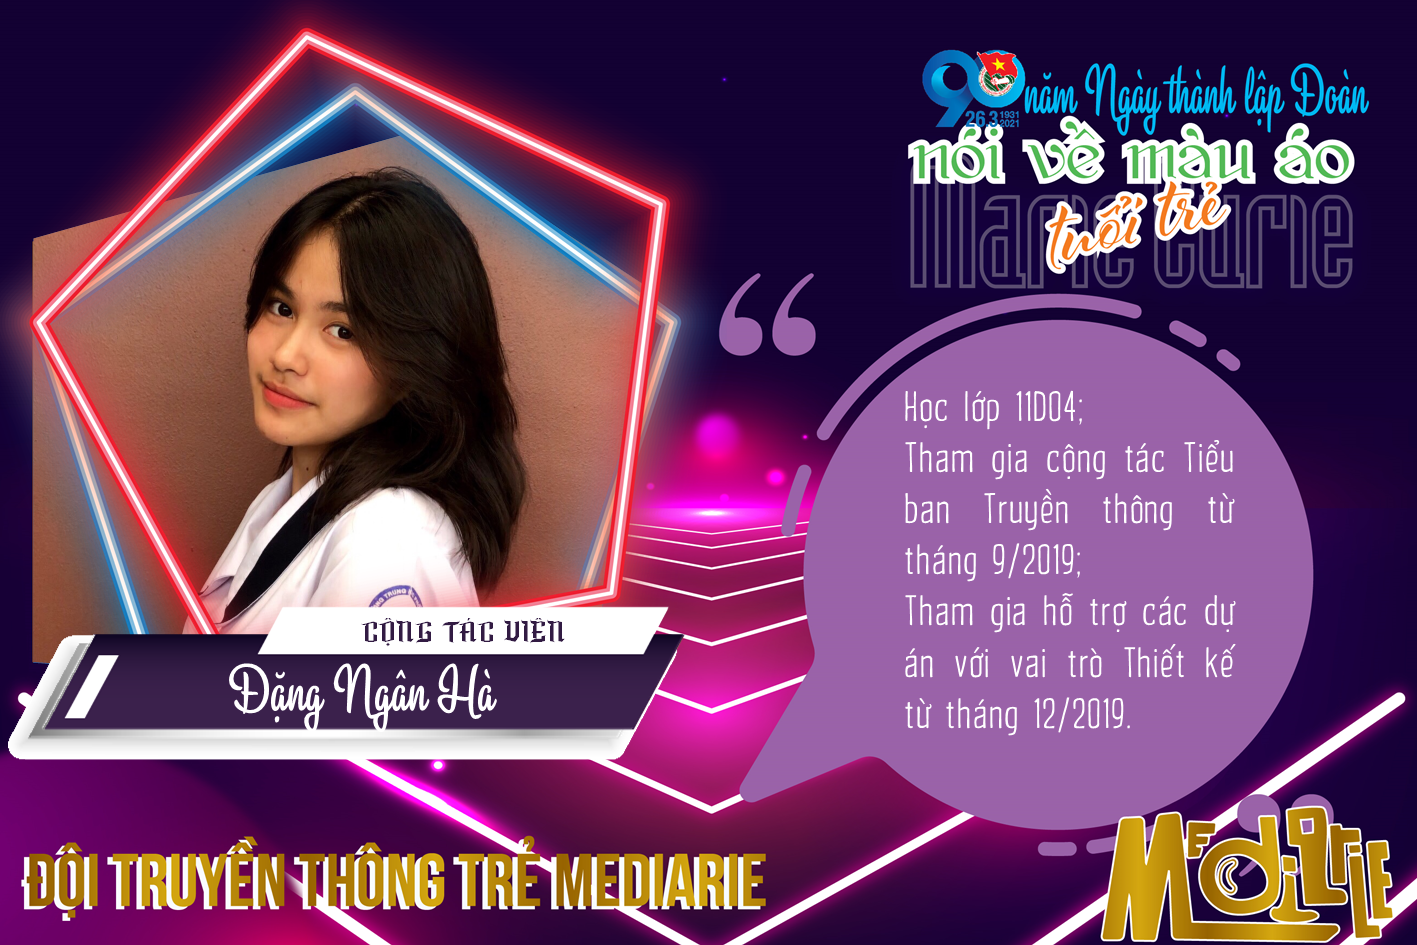 90 năm Ngày thành lập Đoàn
26.3 1931 2021
nói về màu áo
tuổi trẻ
Marie Curie
Học lớp 11D04;
Tham gia cộng tác Tiểu
ban Truyền thông từ
tháng 9/2019;
Tham gia hỗ trợ các dự
án với vai trò Thiết kế
từ tháng 12/2019.
CỘNG TÁC VIÊN
Đặng Ngân Hà
ĐỘI TRUYỀN THÔNG TRẺ MEDIARIE
MEDIARIE